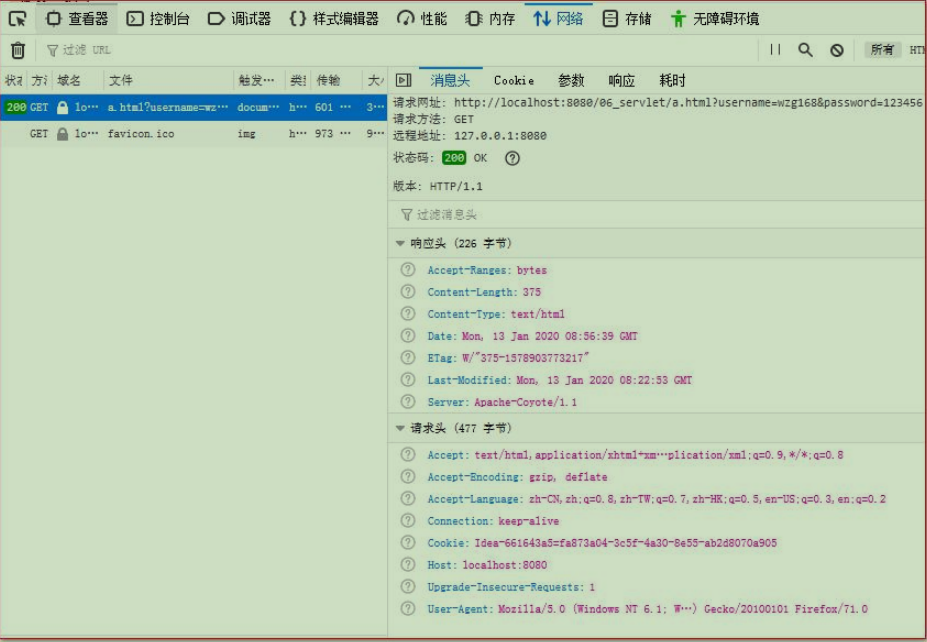 查看器 控制台 调试器 {} 样式编辑器 性能 内存 网络 存储 无障碍环境
过滤 URL 所有
方 域名 文件 触发… 类 传输 大
200 GET lo… a.html?username=wz… docum… h… 601 … 3…
GET lo… favicon.ico img h… 973 … 9…
消息头 Cookie 参数 响应 耗时
请求网址: http://localhost:8080/06_servlet/a.html?username=wzg168&password=123456
请求方法: GET
远程地址: 127.0.0.1:8080
状态码: 200 OK ?
版本: HTTP/1.1
过滤消息头
响应头 (226 字节)
? Accept-Ranges: bytes
? Content-Length: 375
? Content-Type: text/html
? Date: Mon, 13 Jan 2020 08:56:39 GMT
? ETag: W/"375-1578903773217"
? Last-Modified: Mon, 13 Jan 2020 08:22:53 GMT
? Server: Apache-Coyote/1.1
请求头 (477 字节)
? Accept: text/html,application/xhtml+xm…plication/xml;q=0.9,*/*;q=0.8
? Accept-Encoding: gzip, deflate
? Accept-Language: zh-CN,zh;q=0.8,zh-TW;q=0.7,zh-HK;q=0.5,en-US;q=0.3,en;q=0.2
? Connection: keep-alive
? Cookie: Idea-661643a5=fa873a04-3c5f-4a30-8e55-ab2d8070a905
? Host: localhost:8080
? Upgrade-Insecure-Requests: 1
? User-Agent: Mozilla/5.0 (Windows NT 6.1; W…) Gecko/20100101 Firefox/71.0